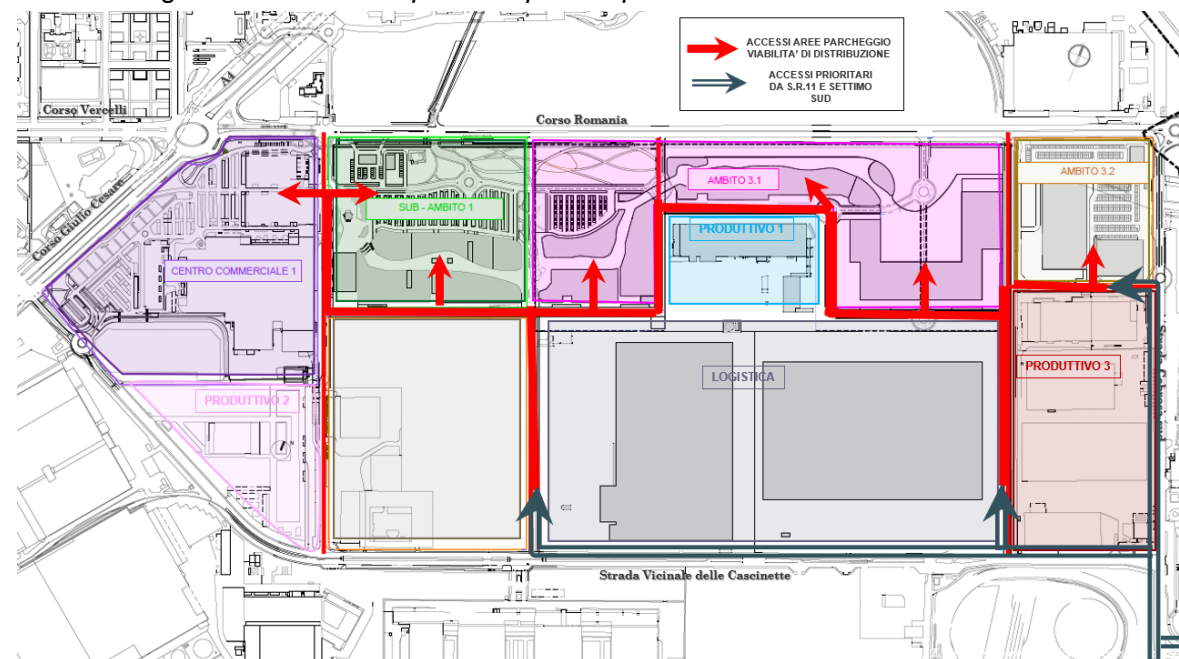 ACCESSI AREE PARCHEGGIO
VIABILITA' DI DISTRIBUZIONE
ACCESSI PRIORITARI
DA S.R.11 E SETTIMO
SUD
A4
Corso Vercelli
Corso Romania
Corso Giulio Cesare
SUB - AMBITO 1
AMBITO 3.1
AMBITO 3.2
PRODUTTIVO 1
CENTRO COMMERCIALE 1
PRODUTTIVO 2
LOGISTICA
PRODUTTIVO 3
Strada Vicinale delle Cascinette